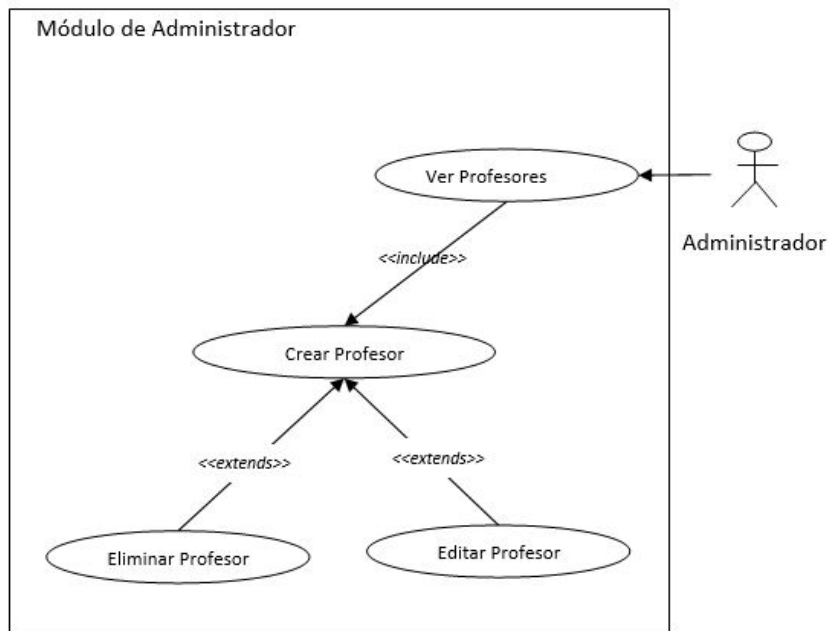 Módulo de Administrador
Ver Profesores
Administrador
<<include>>
Crear Profesor
<<extends>>
<<extends>>
Eliminar Profesor
Editar Profesor